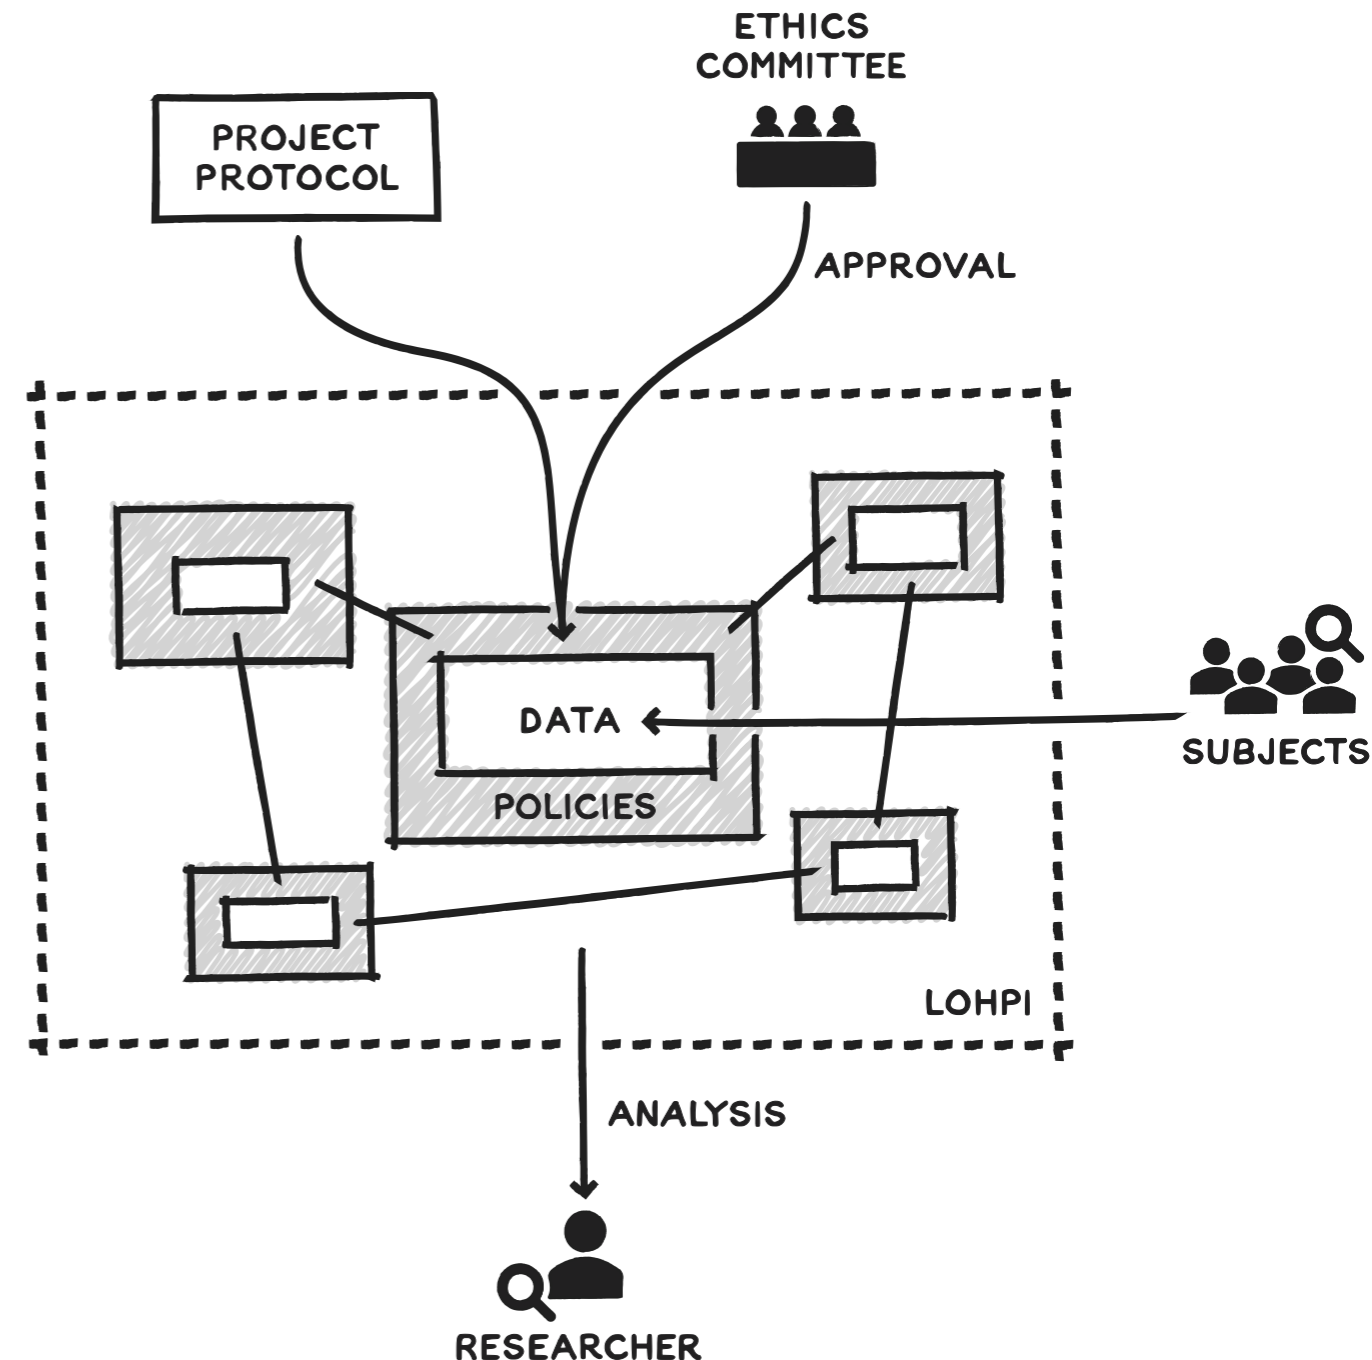 ETHICS
COMMITTEE
PROJECT
PROTOCOL
APPROVAL
DATA
POLICIES
SUBJECTS
LOHPI
ANALYSIS
RESEARCHER